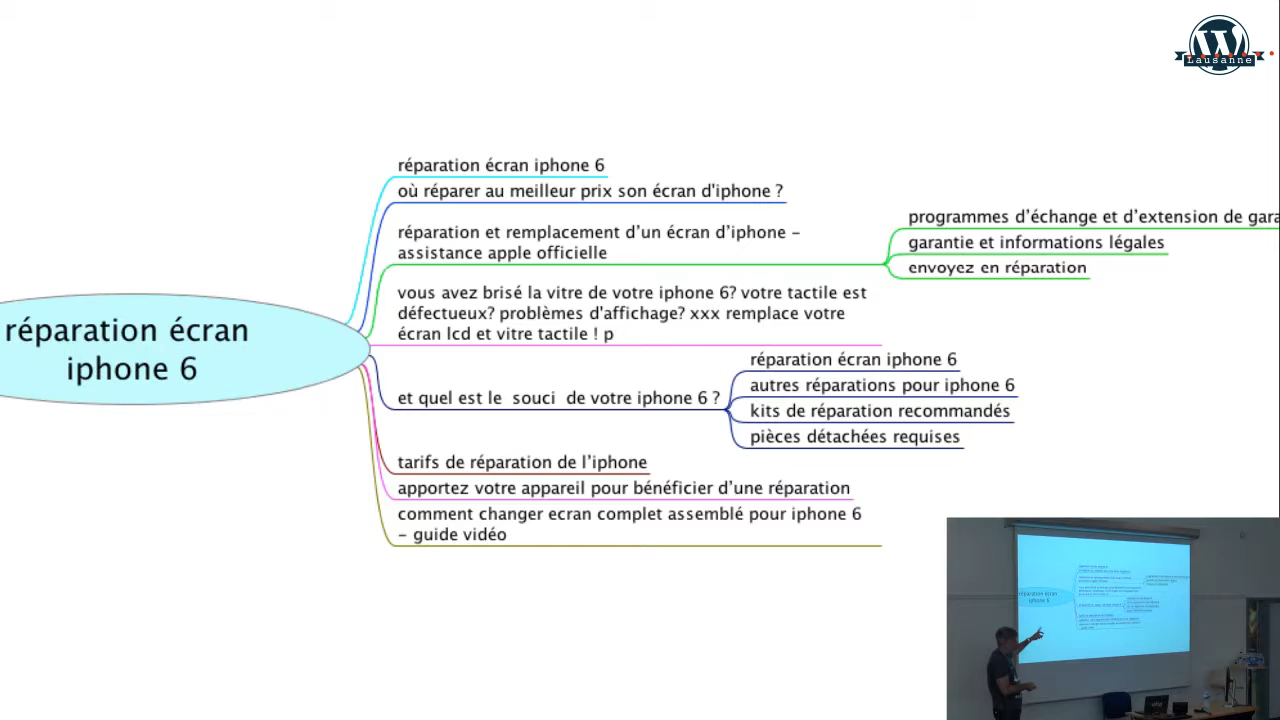 W
Lausanne
réparation écran iphone 6
où réparer au meilleur prix son écran d'iphone ?
programmes d'échange et d'extension de gara
réparation et remplacement d'un écran d'iphone –
assistance apple officielle
garantie et informations légales
envoyez en réparation
vous avez brisé la vitre de votre iphone 6? votre tactile est
défectueux? problèmes d'affichage? xxx remplace votre
écran lcd et vitre tactile ! p
réparation écran
iphone 6
et quel est le  souci  de votre iphone 6 ?
réparation écran iphone 6
autres réparations pour iphone 6
kits de réparation recommandés
pièces détachées requises
tarifs de réparation de l'iphone
apportez votre appareil pour bénéficier d'une réparation
comment changer ecran complet assemblé pour iphone 6
– guide vidéo
réparation écran
iphone 6